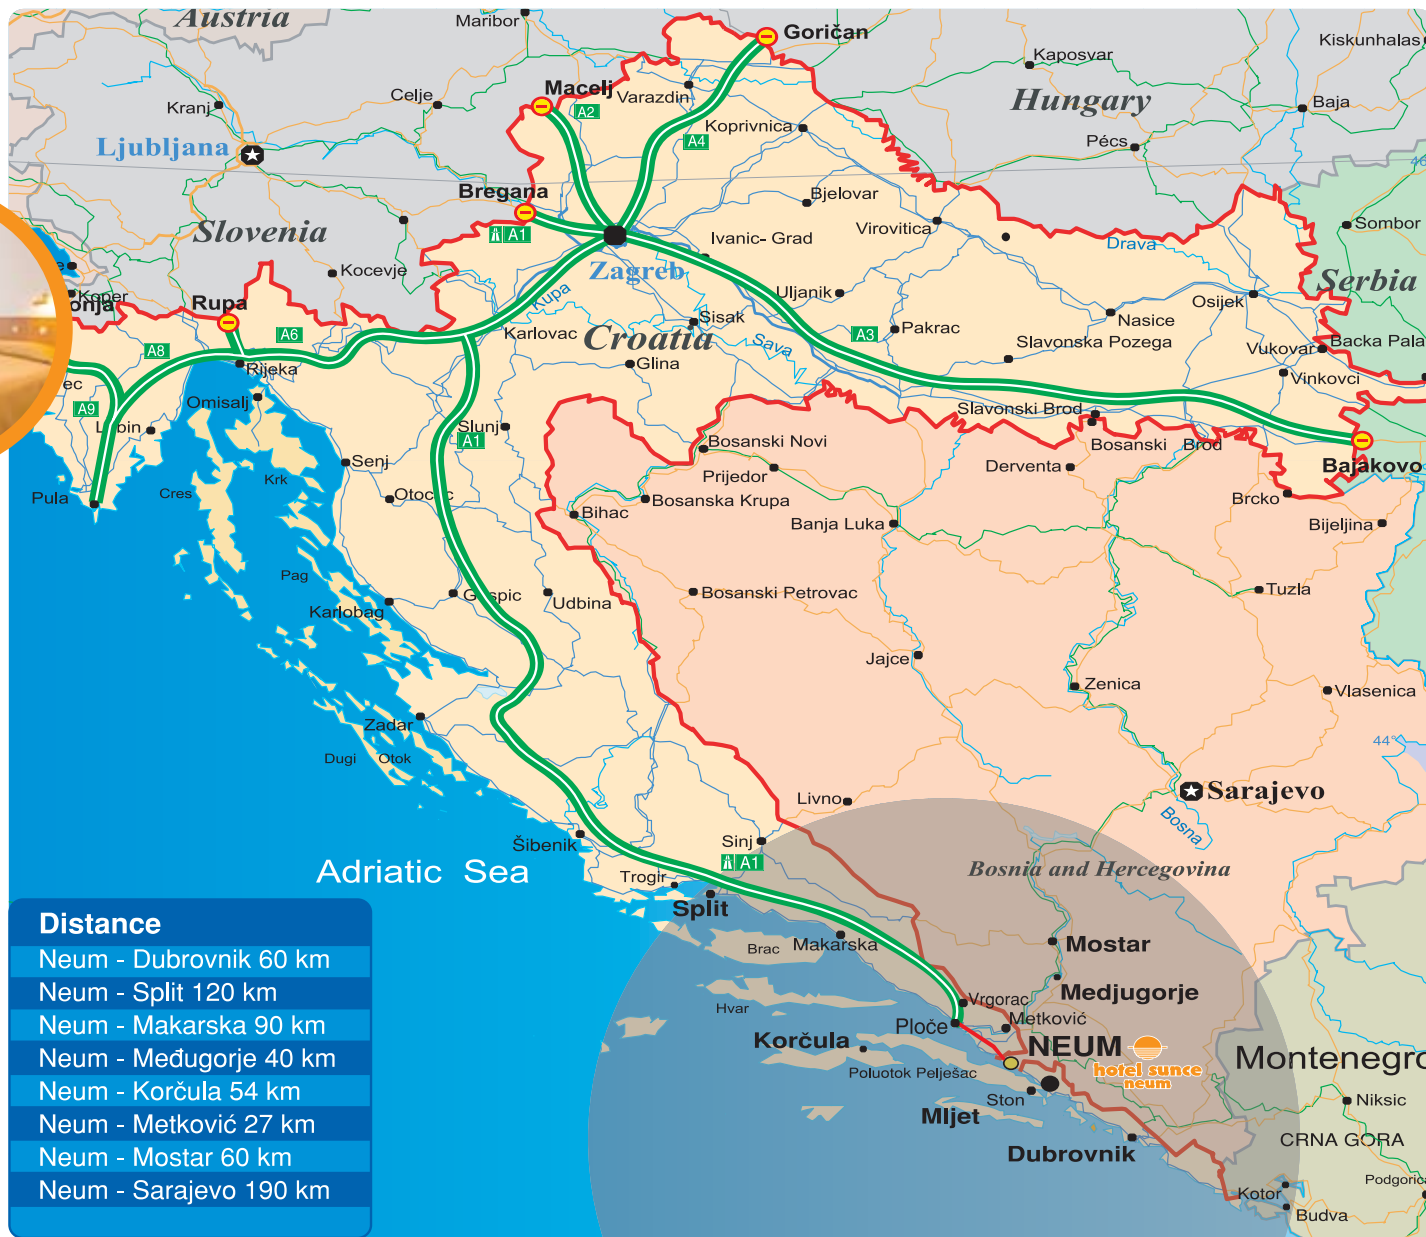 Austria
Maribor
Goričan
Kiskunhalas
Kaposvar
Macelj
Varazdin
Celje
Kranj
A2
Hungary
Baja
Koprivnica
A4
Pécs
Ljubljana
46
Bregana
Bjelovar
Slovenia
A1
Virovitica
Sombor
Ivanic- Grad
Drava
Zagreb
Kocevje
Serbia
Koper
onja
Rupa
Kupa
Uljanik
Osijek
Sisak
Nasice
A6
Karlovac
Croatia
Sava
A3
Pakrac
Slavonska Pozega
Vukovar
Backa Pala
A8
Rijeka
Glina
Vinkovci
ec
A9
Omisalj
Slavonski Brod
Labin
Slunj
A1
Bosanski Novi
Bosanski Brod
Senj
Prijedor
Derventa
Bajakovo
Pula
Cres
Krk
Otocac
Bosanska Krupa
Brcko
Bihac
Banja Luka
Bijeljina
Pag
Gospic
Udbina
Bosanski Petrovac
Tuzla
Karlobag
Jajce
Zenica
Vlasenica
Zadar
44°
Dugi Otok
Livno
Sarajevo
Bosna
Šibenik
Sinj
Adriatic Sea
A1
Bosnia and Hercegovina
Trogir
Split
Brac
Makarska
Mostar
Medjugorje
Hvar
Vrgorac
Ploče
Metković
Korčula
NEUM
Poluotok Pelješac
hotel sunce
neum
Montenegro
Ston
Mljet
Niksic
Dubrovnik
CRNA GORA
Kotor
Podgorica
Budva
Distance
Neum - Dubrovnik 60 km
Neum - Split 120 km
Neum - Makarska 90 km
Neum - Međugorje 40 km
Neum - Korčula 54 km
Neum - Metković 27 km
Neum - Mostar 60 km
Neum - Sarajevo 190 km